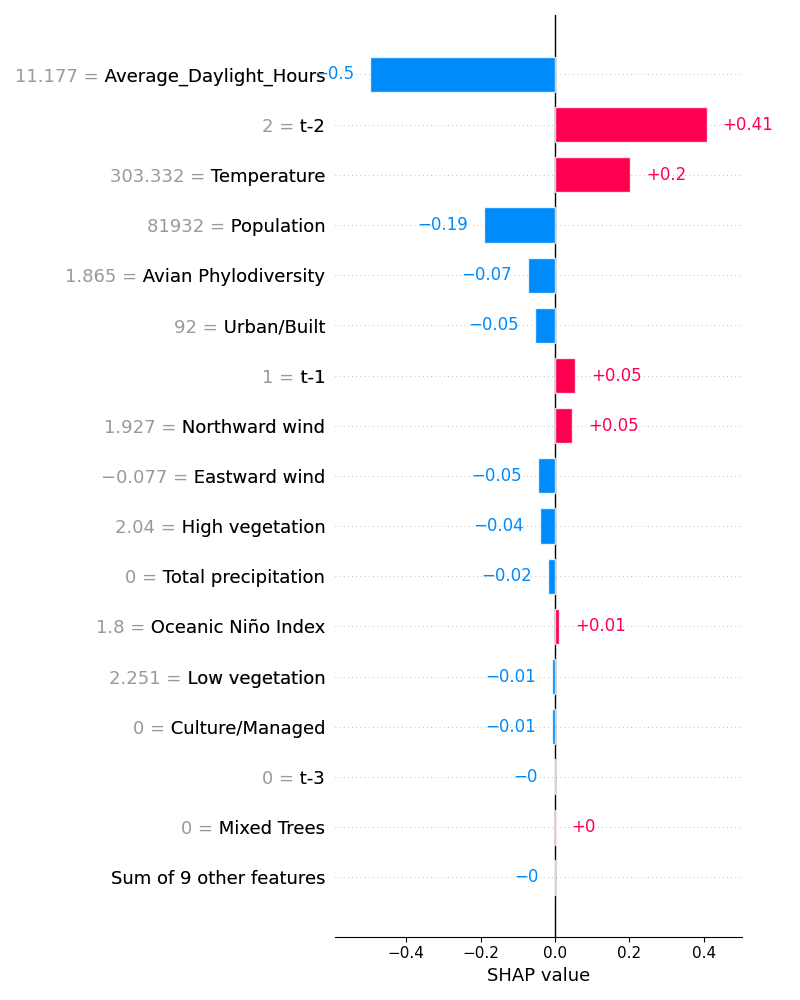 11.177 = Average_Daylight_Hours −0.5
2 = t-2 +0.41
303.332 = Temperature +0.2
81932 = Population −0.19
1.865 = Avian Phylodiversity −0.07
92 = Urban/Built −0.05
1 = t-1 +0.05
1.927 = Northward wind +0.05
−0.077 = Eastward wind −0.05
2.04 = High vegetation −0.04
0 = Total precipitation −0.02
1.8 = Oceanic Niño Index +0.01
2.251 = Low vegetation −0.01
0 = Culture/Managed −0.01
0 = t-3 −0
0 = Mixed Trees +0
Sum of 9 other features −0
−0.4 −0.2 0.0 0.2 0.4
SHAP value